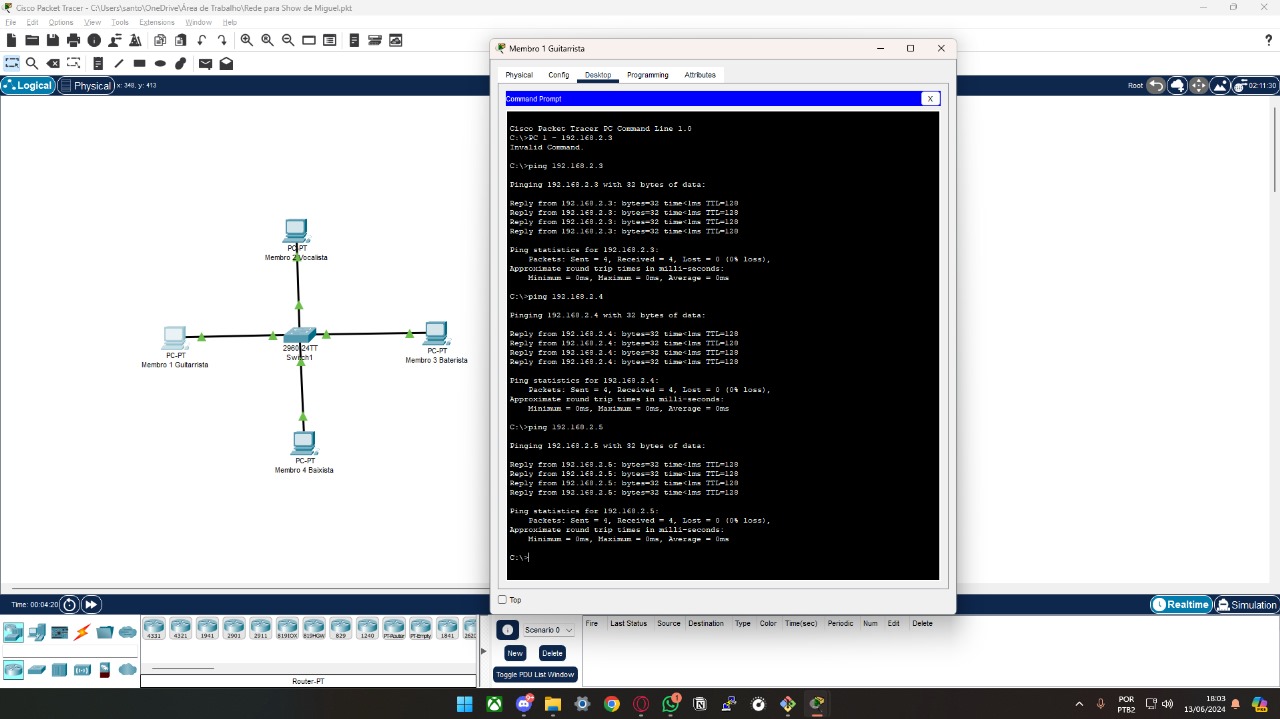 Cisco Packet Tracer - C:\Users\santo\OneDrive\Área de Trabalho\Rede para Show de Miguel.pkt
File Edit Options View Tools Extensions Window Help
Logical Physical x: 348, y: 413
Root 02:11:30
PC-PT
Membro 2 Vocalista
PC-PT
Membro 1 Guitarrista
2960-24TT
Switch1
PC-PT
Membro 3 Baterista
PC-PT
Membro 4 Baixista
Membro 1 Guitarrista
Physical Config Desktop Programming Attributes
Command Prompt X
Cisco Packet Tracer PC Command Line 1.0
C:\>PC 1 - 192.168.2.3
Invalid Command.
C:\>ping 192.168.2.3
Pinging 192.168.2.3 with 32 bytes of data:
Reply from 192.168.2.3: bytes=32 time<1ms TTL=128
Reply from 192.168.2.3: bytes=32 time<1ms TTL=128
Reply from 192.168.2.3: bytes=32 time<1ms TTL=128
Reply from 192.168.2.3: bytes=32 time<1ms TTL=128
Ping statistics for 192.168.2.3:
Packets: Sent = 4, Received = 4, Lost = 0 (0% loss),
Approximate round trip times in milli-seconds:
Minimum = 0ms, Maximum = 0ms, Average = 0ms
C:\>ping 192.168.2.4
Pinging 192.168.2.4 with 32 bytes of data:
Reply from 192.168.2.4: bytes=32 time<1ms TTL=128
Reply from 192.168.2.4: bytes=32 time<1ms TTL=128
Reply from 192.168.2.4: bytes=32 time<1ms TTL=128
Reply from 192.168.2.4: bytes=32 time<1ms TTL=128
Ping statistics for 192.168.2.4:
Packets: Sent = 4, Received = 4, Lost = 0 (0% loss),
Approximate round trip times in milli-seconds:
Minimum = 0ms, Maximum = 0ms, Average = 0ms
C:\>ping 192.168.2.5
Pinging 192.168.2.5 with 32 bytes of data:
Reply from 192.168.2.5: bytes=32 time<1ms TTL=128
Reply from 192.168.2.5: bytes=32 time<1ms TTL=128
Reply from 192.168.2.5: bytes=32 time<1ms TTL=128
Reply from 192.168.2.5: bytes=32 time<1ms TTL=128
Ping statistics for 192.168.2.5:
Packets: Sent = 4, Received = 4, Lost = 0 (0% loss),
Approximate round trip times in milli-seconds:
Minimum = 0ms, Maximum = 0ms, Average = 0ms
C:\>
Top
Time: 00:04:20
Realtime Simulation
4331 4321 1941 2901 2911 819IOX 819HGW 829 1240 PT-Router PT-Empty 1841
Router-PT
Scenario 0
New Delete
Toggle PDU List Window
Fire Last Status Source Destination Type Color Time(sec) Periodic Num Edit Delete
POR
PTB2
18:03
13/06/2024